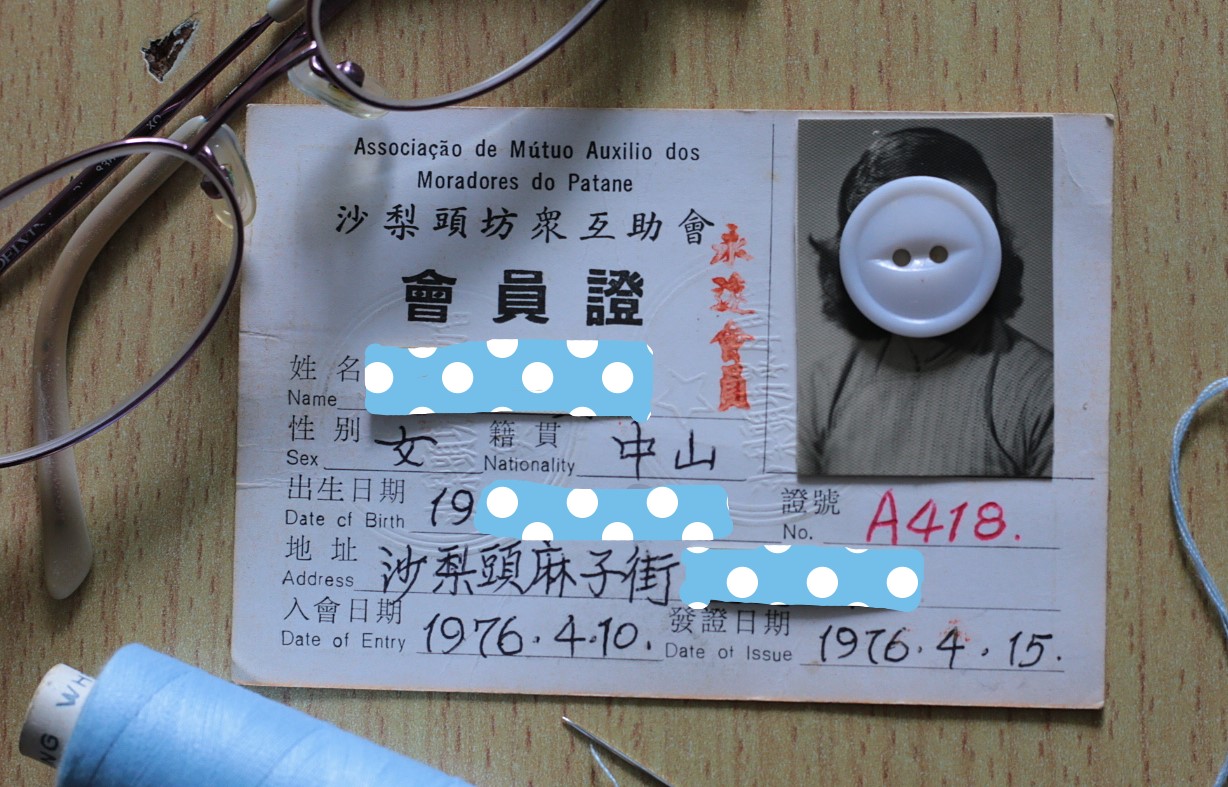 Associação de Mútuo Auxilio dos
Moradores do Patane
沙梨頭坊眾互助會
會員證
永遠會員
姓名
Name
性別 女 籍貫 中山
Sex Nationality
出生日期 19
Date of Birth
證號 A418.
No.
地址 沙梨頭麻子街
Address
入會日期 1976.4.10. 發證日期 1976.4.15.
Date of Entry Date of Issue